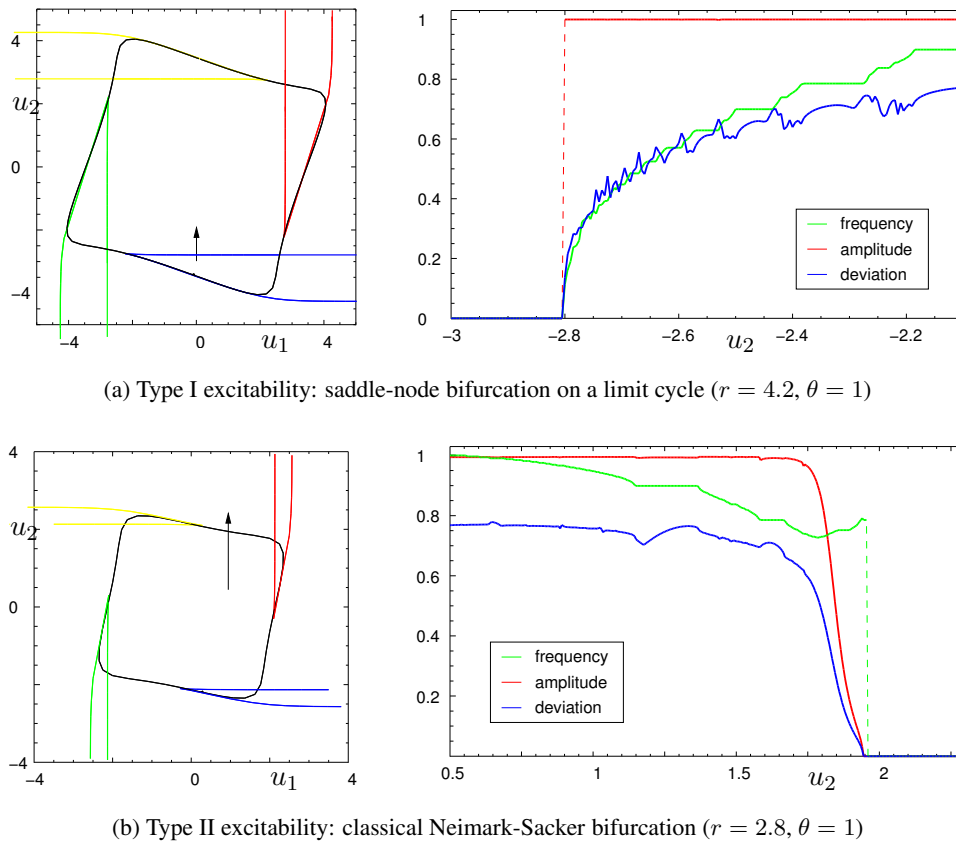 4
u₂
0
−4
−4 0 u₁ 4
1
0.8
0.6
0.4
0.2
0
frequency
amplitude
deviation
−3 −2.8 −2.6 u₂ −2.4 −2.2
(a) Type I excitability: saddle-node bifurcation on a limit cycle (r = 4.2, θ = 1)
4
u₂
0
−4
−4 0 u₁ 4
1
0.8
0.6
0.4
0.2
frequency
amplitude
deviation
0.5 1 1.5 u₂ 2
(b) Type II excitability: classical Neimark-Sacker bifurcation (r = 2.8, θ = 1)